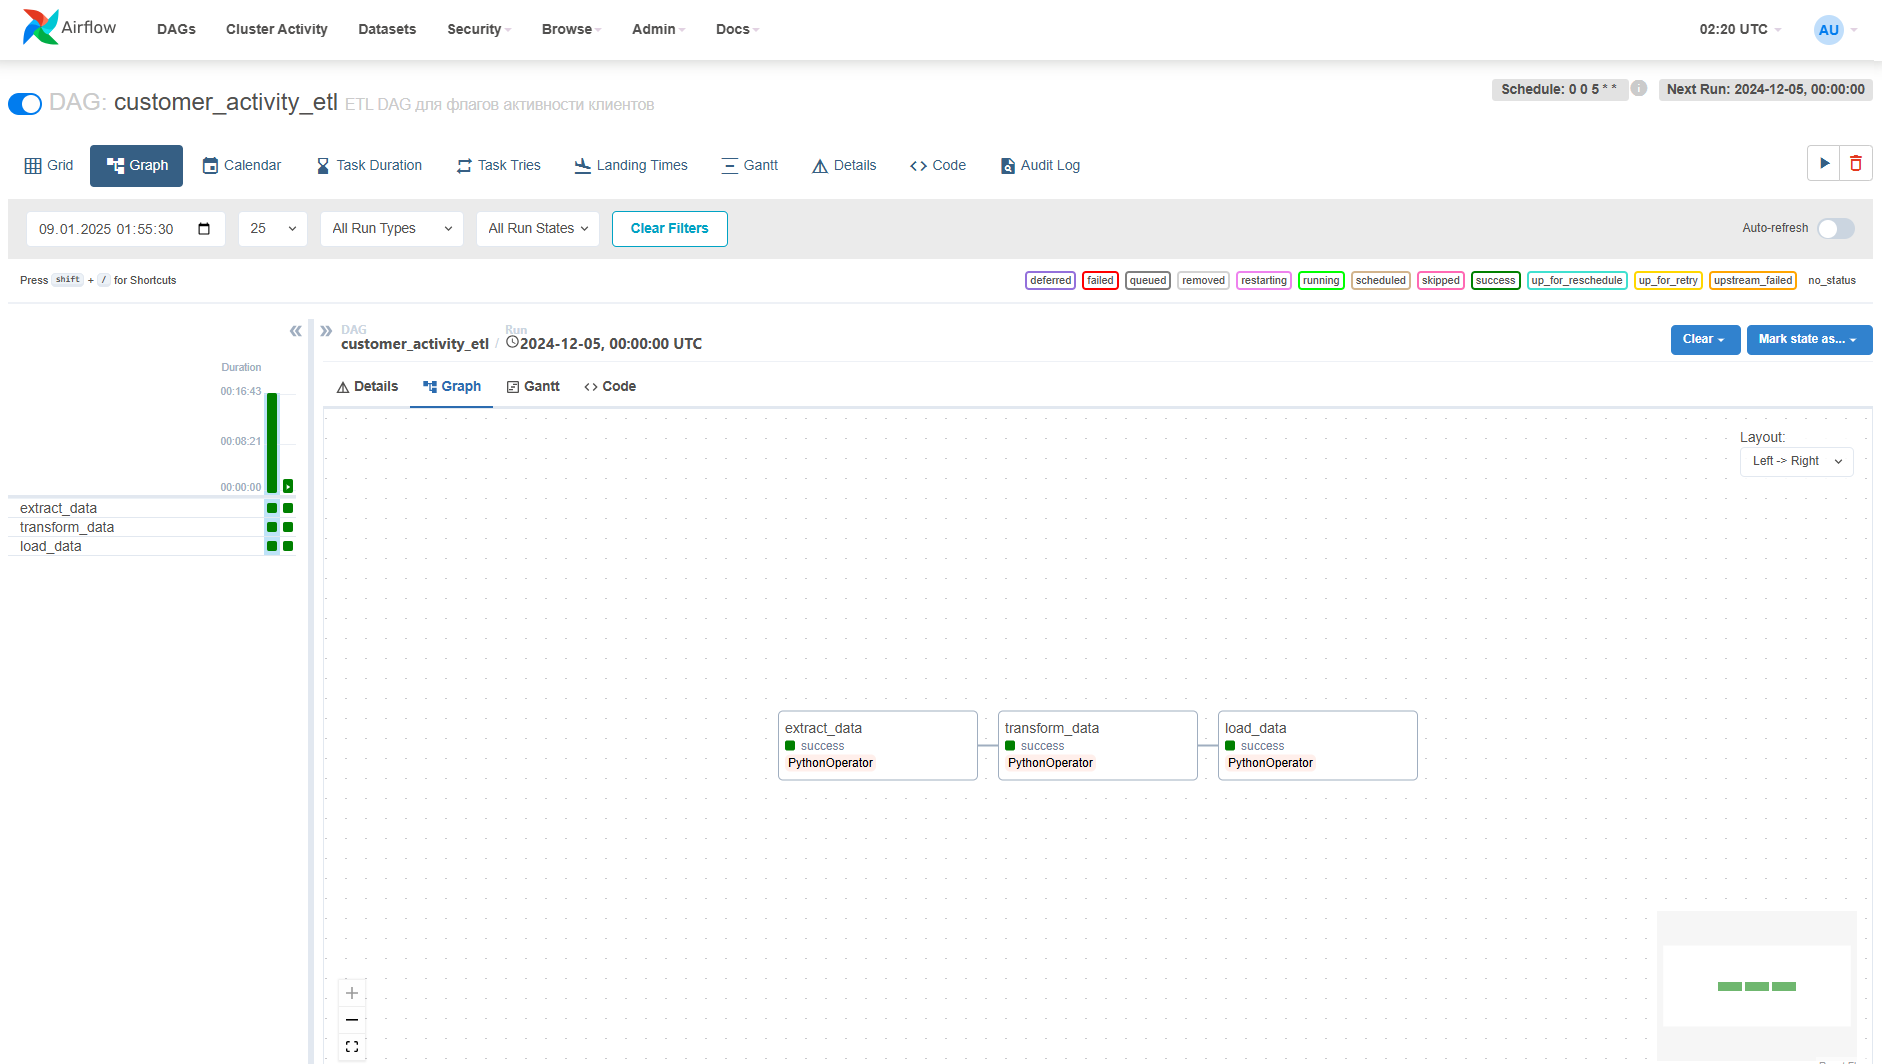 Airflow
DAGs Cluster Activity Datasets Security Browse Admin Docs 02:20 UTC AU
DAG: customer_activity_etl ETL DAG для флагов активности клиентов
Schedule: 0 0 5 * * i Next Run: 2024-12-05, 00:00:00
Grid Graph Calendar Task Duration Task Tries Landing Times Gantt Details Code Audit Log
09.01.2025 01:55:30 25 All Run Types All Run States Clear Filters Auto-refresh
Press shift + / for Shortcuts
deferred failed queued removed restarting running scheduled skipped success up_for_reschedule up_for_retry upstream_failed no_status
DAG
customer_activity_etl / Run
2024-12-05, 00:00:00 UTC
Clear Mark state as...
Details Graph Gantt Code
Duration
00:16:43
00:08:21
00:00:00
extract_data
transform_data
load_data
Layout:
Left -> Right
extract_data
success
PythonOperator
transform_data
success
PythonOperator
load_data
success
PythonOperator